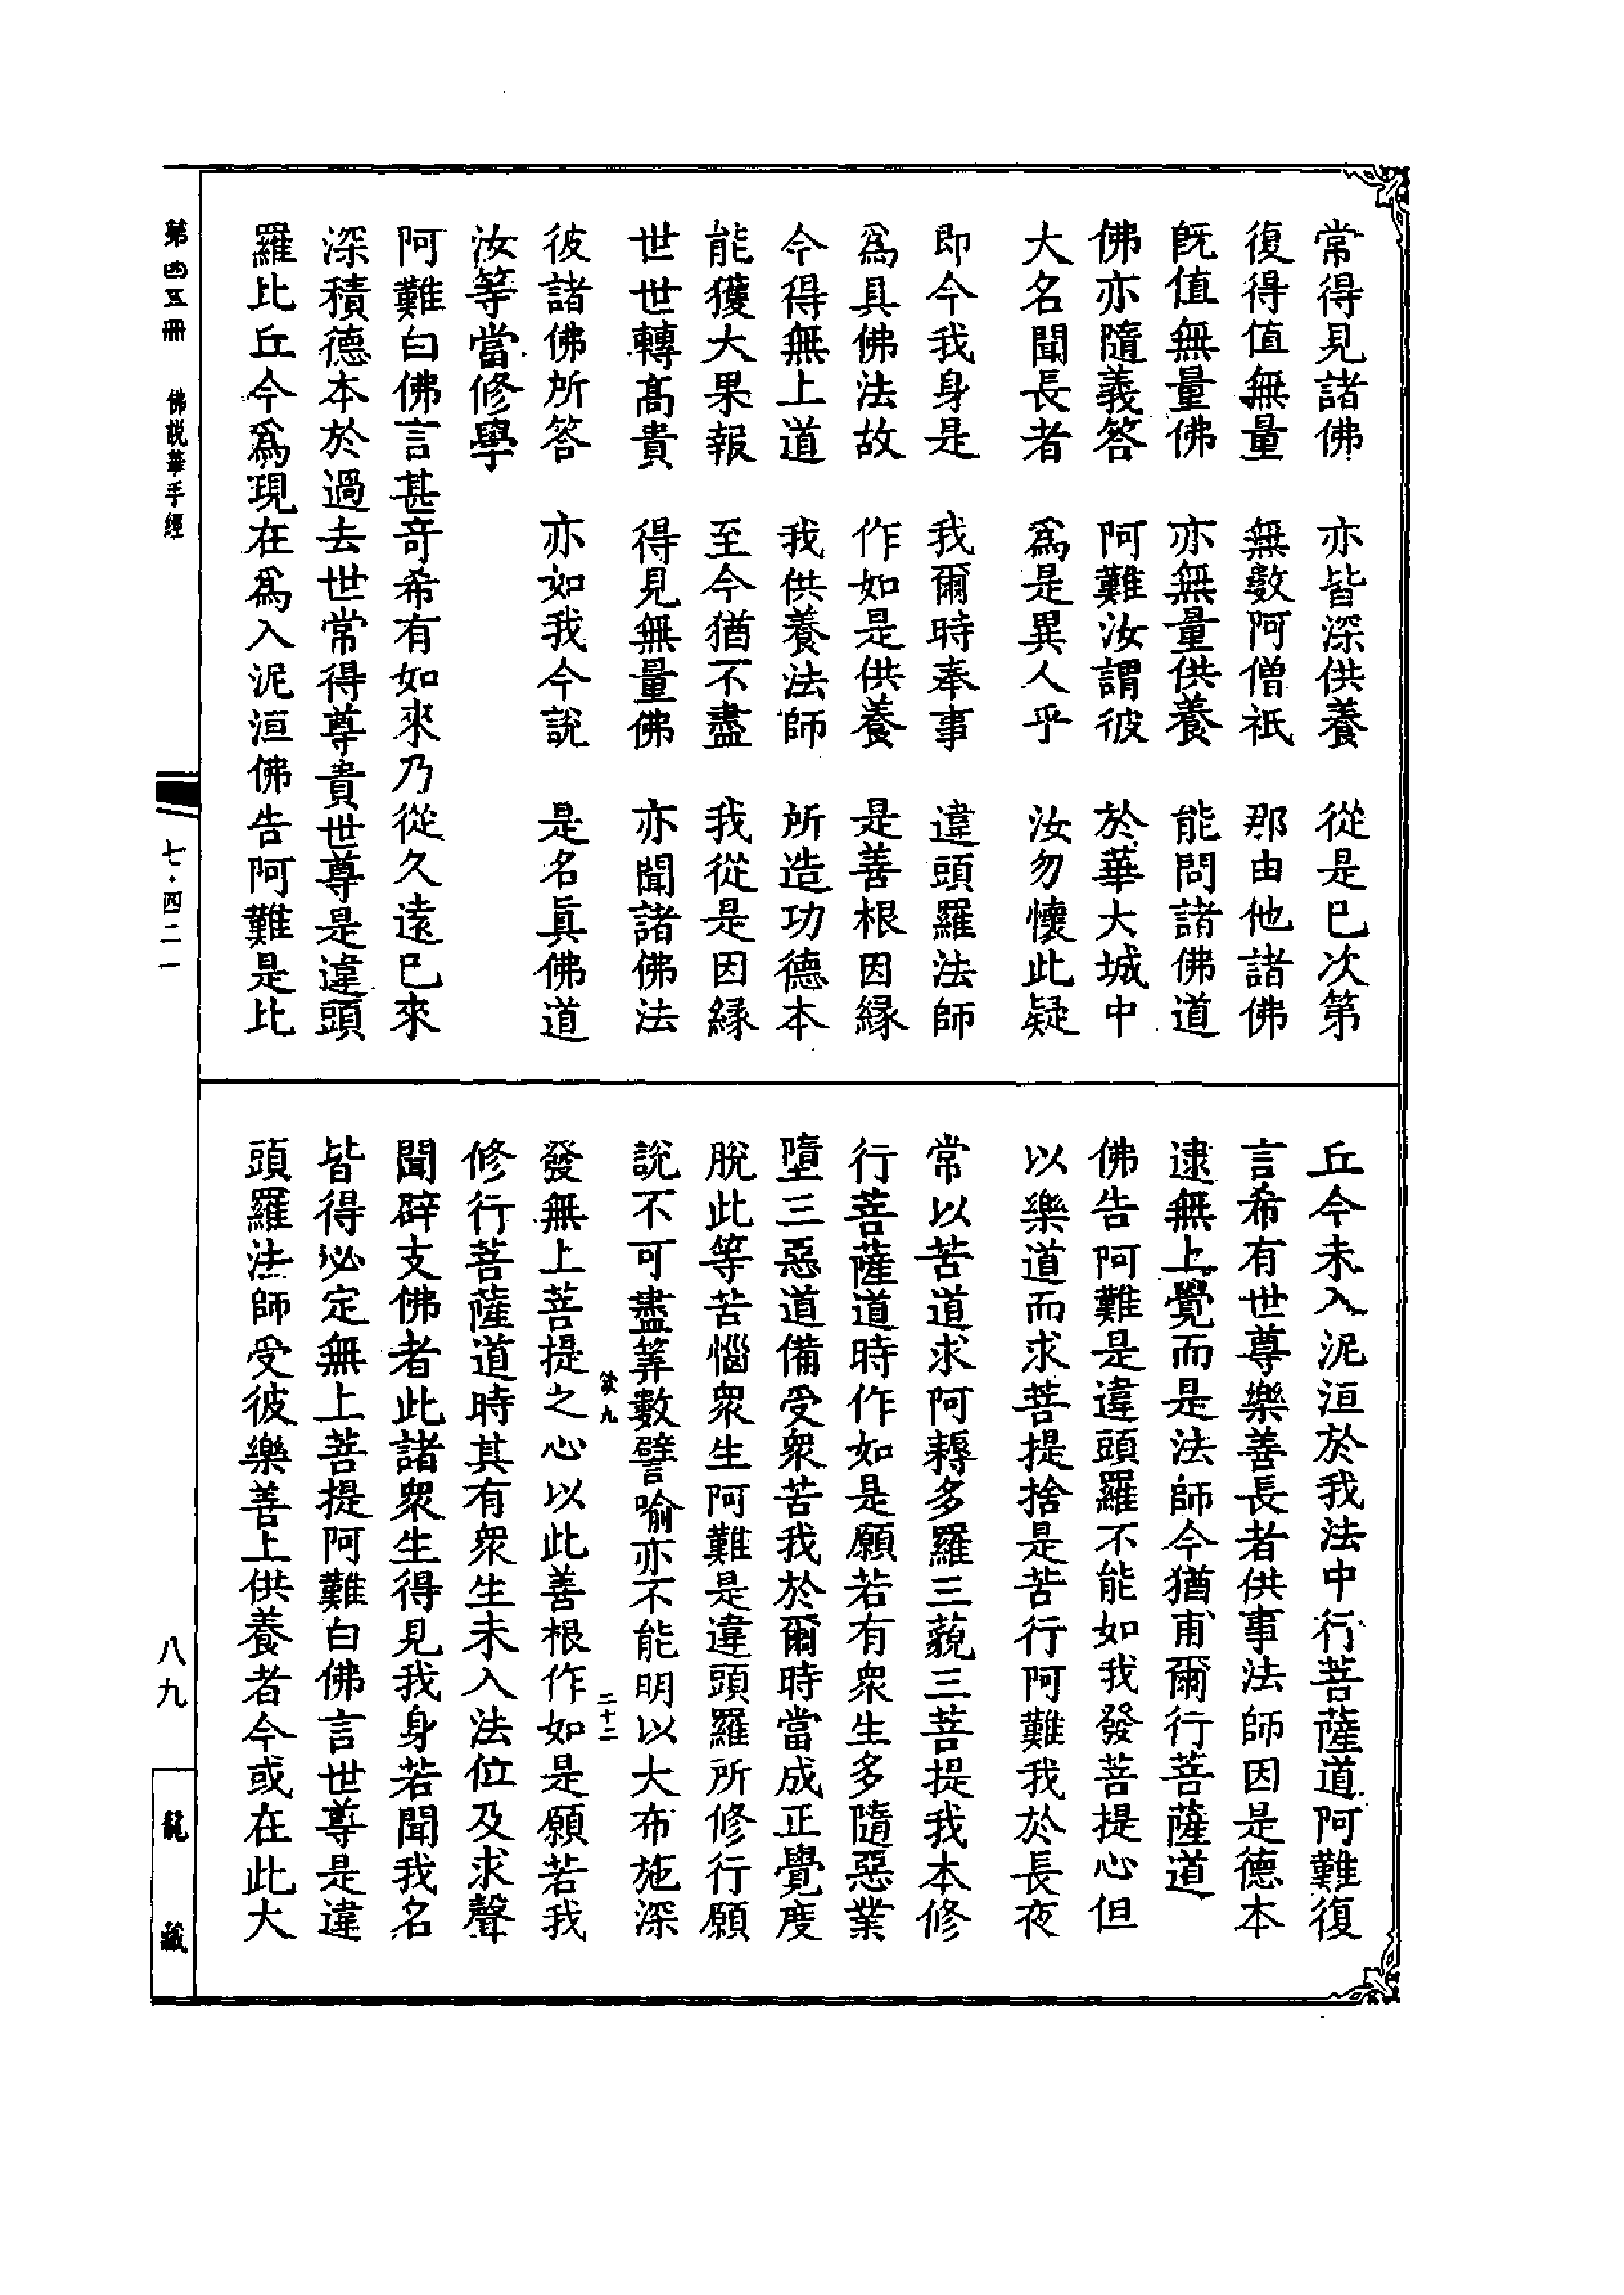 常得見諸佛　亦皆深供養　從是已次第
復得值無量　無數阿僧祇　那由他諸佛
旣值無量佛　亦無量供養　能問諸佛道
佛亦隨義答　阿難汝謂彼　於華大城中
大名聞長者　爲是異人乎　汝勿懷此疑
即今我身是　我爾時奉事　違頭羅法師
爲具佛法故　作如是供養　是善根因緣
今得無上道　我供養法師　所造功德本
能獲大果報　至今猶不盡　我從是因緣
世世轉高貴　得見無量佛　亦聞諸佛法
彼諸佛所答　亦如我今說　是名眞佛道
汝等當修學
阿難白佛言甚奇希有如來乃從久遠已來
深積德本於過去世常得尊貴世尊是違頭
羅比丘今爲現在爲入泥洹佛告阿難是比
丘今未入泥洹於我法中行菩薩道阿難復
言希有世尊樂善長者供事法師因是德本
逮無上覺而是法師今猶甫爾行菩薩道
佛告阿難是違頭羅不能如我發菩提心但
以樂道而求菩提捨是苦行阿難我於長夜
常以苦道求阿耨多羅三藐三菩提我本修
行菩薩道時作如是願若有眾生多隨惡業
墮三惡道備受眾苦我於爾時當成正覺度
脫此等苦惱眾生阿難是違頭羅所修行願
說不可盡筭數譬喻亦不能明以大布施深
欻九　二十二
發無上菩提之心以此善根作如是願若我
修行菩薩道時其有眾生未入法位及求聲
聞辟支佛者此諸眾生得見我身若聞我名
皆得必定無上菩提阿難白佛言世尊是違
頭羅法師受彼樂善上供養者今或在此大
第四五冊　佛說華手經　七·四二一　八九　龍藏